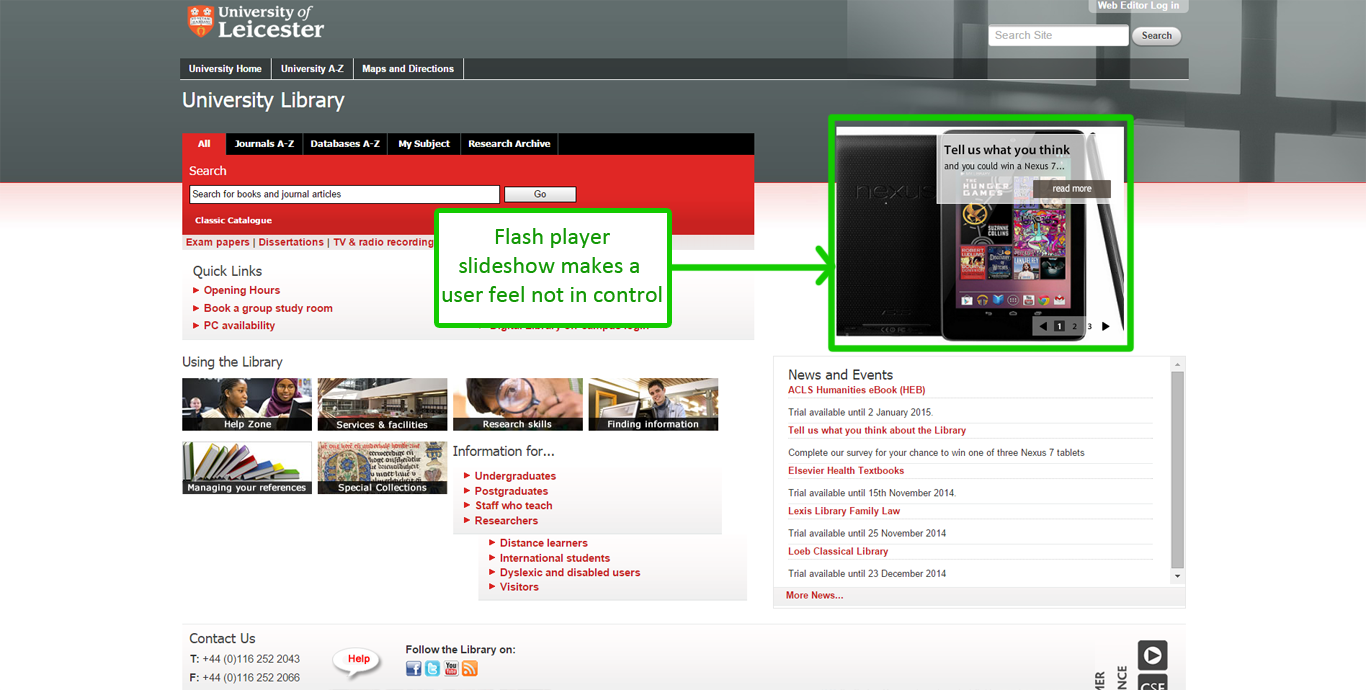 University of
Leicester
Web Editor Log In
Search Site
Search
University Home
University A-Z
Maps and Directions
University Library
All
Journals A-Z
Databases A-Z
My Subject
Research Archive
Search
Search for books and journal articles
Go
Classic Catalogue
Exam papers | Dissertations | TV & radio recording
Flash player
slideshow makes a
user feel not in control
Quick Links
Opening Hours
Book a group study room
PC availability
Digital Library on campus login
nexus
Tell us what you think
and you could win a Nexus 7...
read more
THE
HUNGER
GAMES
SUZANNE
COLLINS
1
2
3
Using the Library
Help Zone
Services & facilities
Research skills
Finding information
Managing your references
Special Collections
Information for...
Undergraduates
Postgraduates
Staff who teach
Researchers
Distance learners
International students
Dyslexic and disabled users
Visitors
News and Events
ACLS Humanities eBook (HEB)
Trial available until 2 January 2015.
Tell us what you think about the Library
Complete our survey for your chance to win one of three Nexus 7 tablets
Elsevier Health Textbooks
Trial available until 15th November 2014.
Lexis Library Family Law
Trial available until 25 November 2014
Loeb Classical Library
Trial available until 23 December 2014
More News...
Contact Us
T: +44 (0)116 252 2043
F: +44 (0)116 252 2066
Help
Follow the Library on:
You
Tube
MER
NCE
CSE